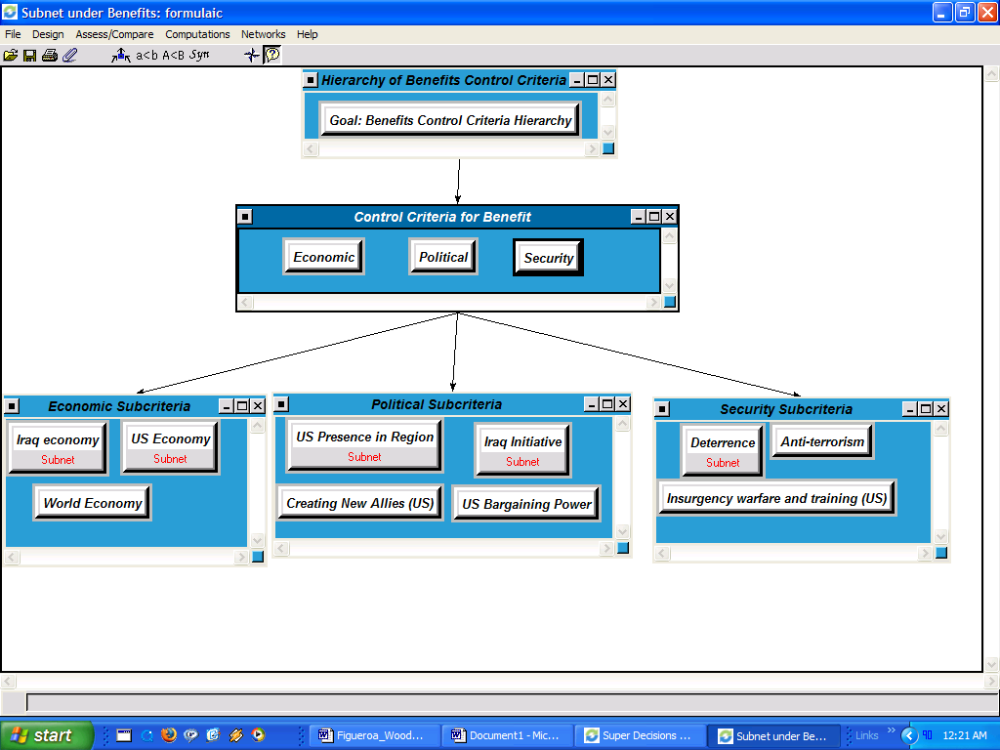 Subnet under Benefits: formulaic
File Design Assess/Compare Computations Networks Help
a<b A<B Syn
Hierarchy of Benefits Control Criteria
Goal: Benefits Control Criteria Hierarchy
Control Criteria for Benefit
Economic Political Security
Economic Subcriteria
Iraq economy
Subnet
US Economy
Subnet
World Economy
Political Subcriteria
US Presence in Region
Subnet
Iraq Initiative
Subnet
Creating New Allies (US)
US Bargaining Power
Security Subcriteria
Deterrence
Subnet
Anti-terrorism
Insurgency warfare and training (US)
start
Figueroa_Wood...
Document1 - Mic...
Super Decisions ...
Subnet under Be...
Links
12:21 AM